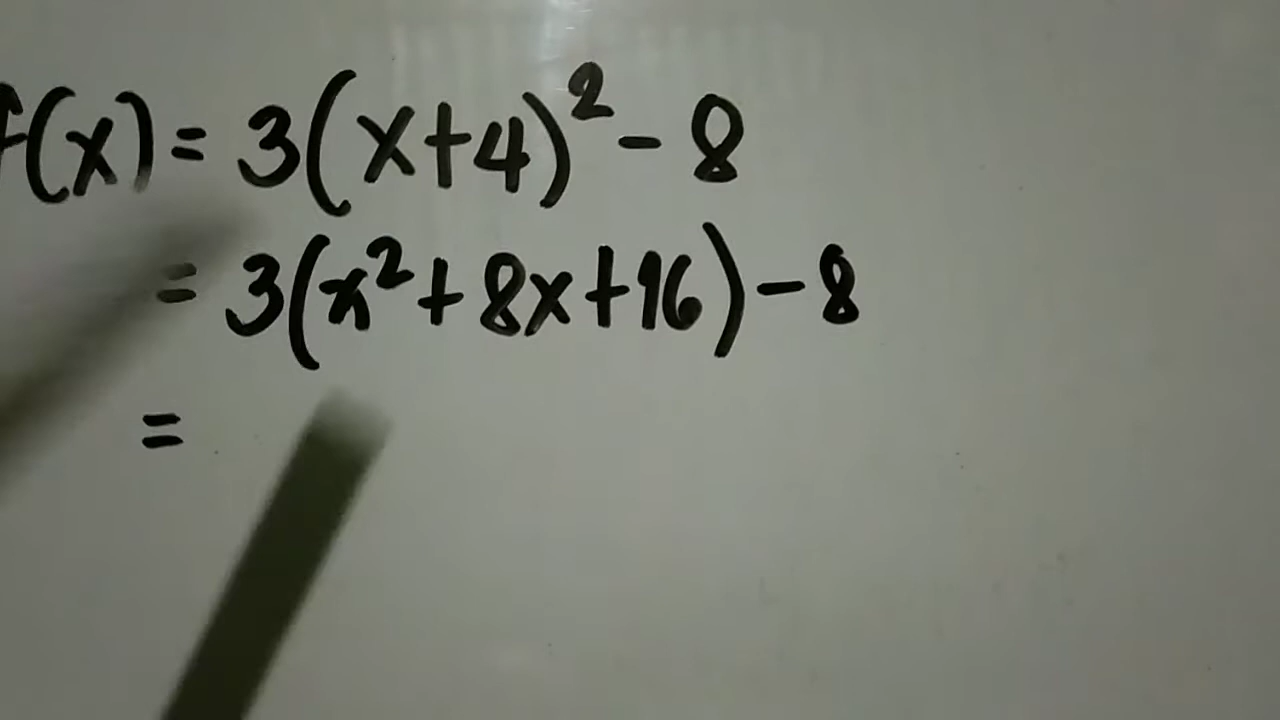 f(x) = 3(x+4)² - 8
= 3(x² + 8x + 16) - 8
=